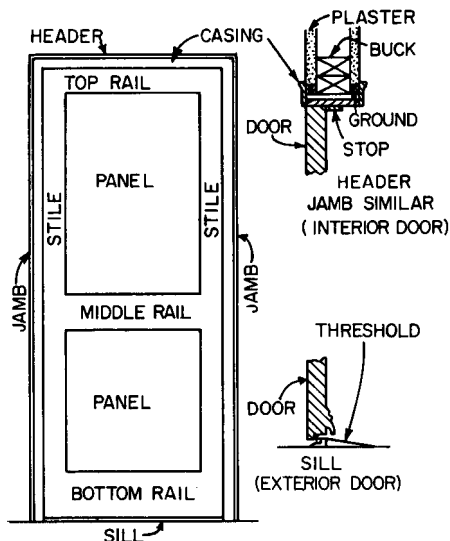 HEADER
CASING
TOP RAIL
PANEL
STILE
STILE
JAMB
JAMB
MIDDLE RAIL
PANEL
BOTTOM RAIL
SILL
PLASTER
BUCK
GROUND
DOOR
STOP
HEADER
JAMB SIMILAR
(INTERIOR DOOR)
THRESHOLD
DOOR
SILL
(EXTERIOR DOOR)